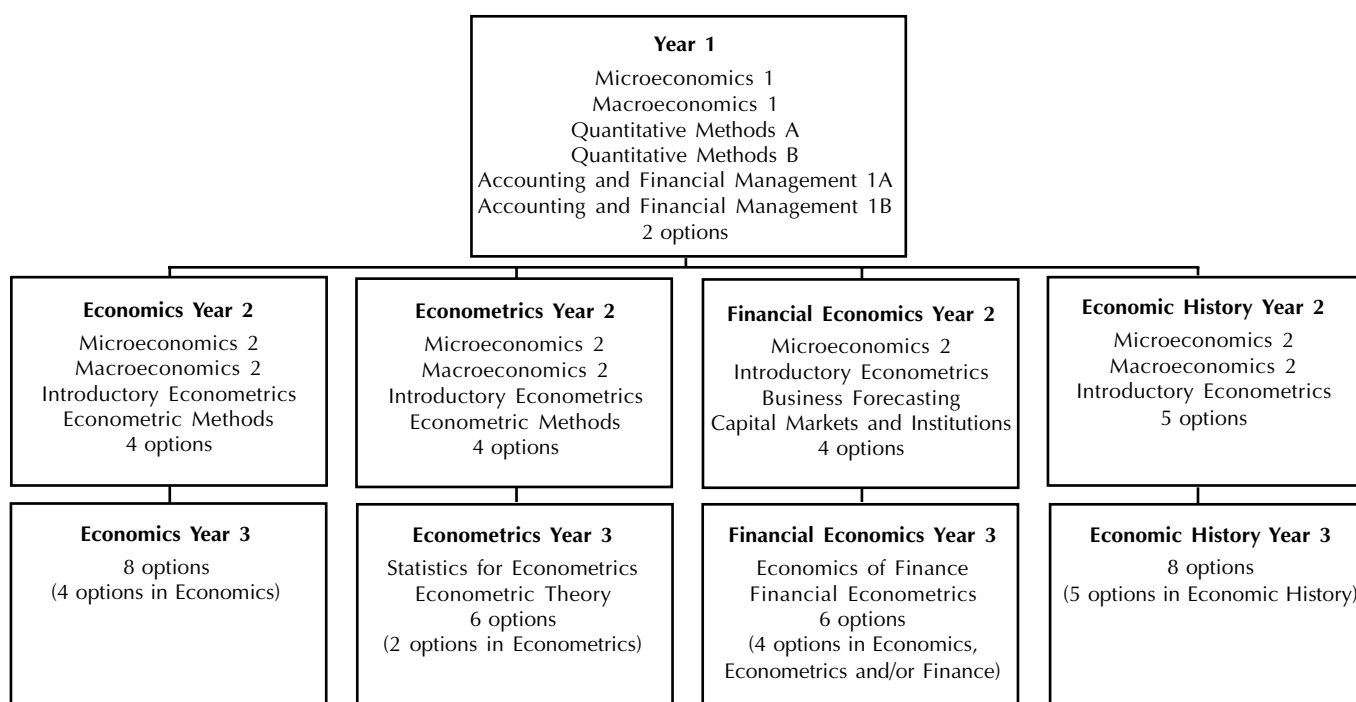 Year 1
Microeconomics 1
Macroeconomics 1
Quantitative Methods A
Quantitative Methods B
Accounting and Financial Management 1A
Accounting and Financial Management 1B
2 options
Economics Year 2
Microeconomics 2
Macroeconomics 2
Introductory Econometrics
Econometric Methods
4 options
Econometrics Year 2
Microeconomics 2
Macroeconomics 2
Introductory Econometrics
Econometric Methods
4 options
Financial Economics Year 2
Microeconomics 2
Introductory Econometrics
Business Forecasting
Capital Markets and Institutions
4 options
Economic History Year 2
Microeconomics 2
Macroeconomics 2
Introductory Econometrics
5 options
Economics Year 3
8 options
(4 options in Economics)
Econometrics Year 3
Statistics for Econometrics
Econometric Theory
6 options
(2 options in Econometrics)
Financial Economics Year 3
Economics of Finance
Financial Econometrics
6 options
(4 options in Economics,
Econometrics and/or Finance)
Economic History Year 3
8 options
(5 options in Economic History)